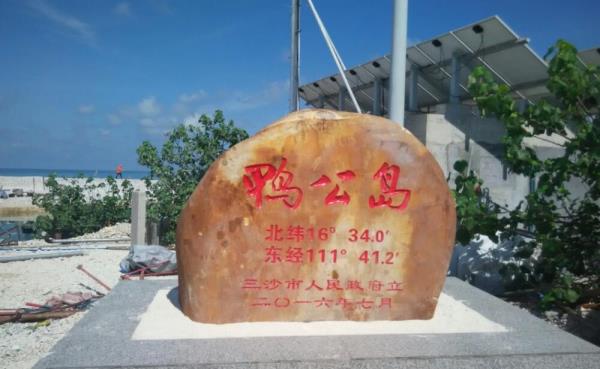 鸭公岛
北纬16° 34.0′
东经111° 41.2′
三沙市人民政府立
二〇一六年七月